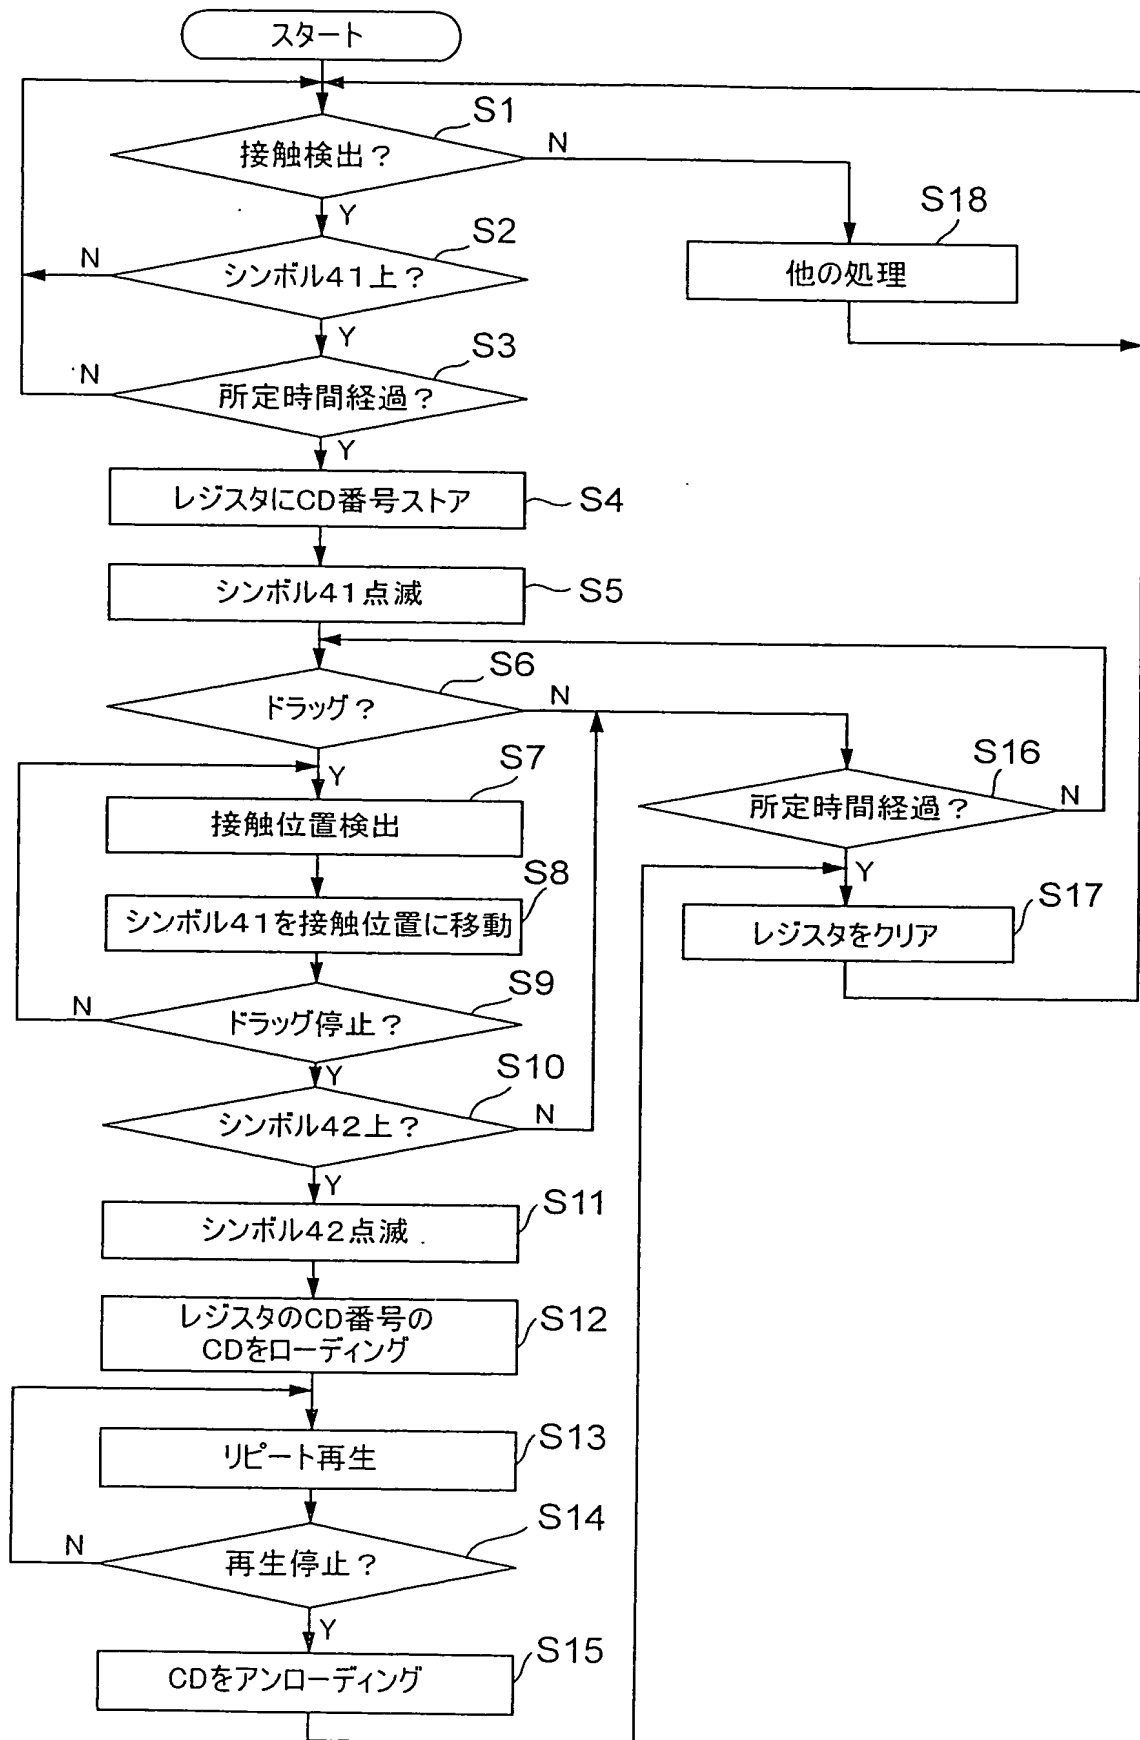 スタート
S1
接触検出？
N
Y
S18
他の処理
S2
シンボル41上？
N
Y
S3
所定時間経過？
N
Y
レジスタにCD番号ストア
S4
シンボル41点滅
S5
S6
ドラッグ？
N
Y
S16
所定時間経過？
N
Y
S7
接触位置検出
S8
シンボル41を接触位置に移動
S17
レジスタをクリア
S9
ドラッグ停止？
N
Y
S10
シンボル42上？
N
Y
S11
シンボル42点滅
レジスタのCD番号の
CDをローディング
S12
リピート再生
S13
S14
再生停止？
N
Y
S15
CDをアンローディング